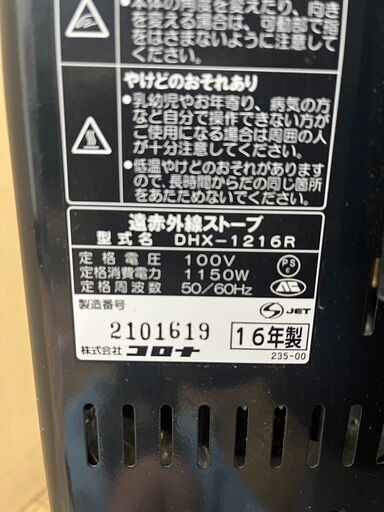 ●本体の角度を変えたり、向き
を変える場合は、可動部で指
をはさまないように注意して
ください。
やけどのおそれあり
●乳幼児やお年寄り、病気の方
など自分で操作できない方が
ご使用になる場合は周囲の人
が十分注意してください。
●低温やけどのおそれがあります
ので、長時間からだの同じ箇所
をあたためないでください。
遠赤外線ストーブ
型式名 DHX-1216R
定格電圧 100V
定格消費電力 1150W
定格周波数 50/60Hz
PS
E
製造番号
2101619
JET
株式会社コロナ
16年製
235-00